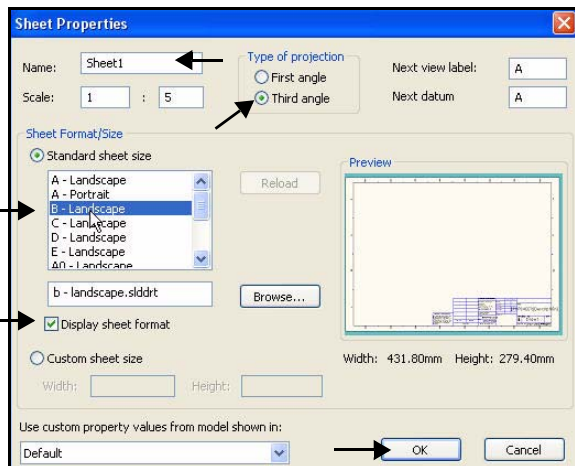 Sheet Properties
Name: Sheet1
Scale: 1 : 5
Type of projection
First angle
Third angle
Next view label: A
Next datum A
Sheet Format/Size
Standard sheet size
A - Landscape
A - Portrait
B - Landscape
C - Landscape
D - Landscape
E - Landscape
A0 - Landscape
Reload
b - landscape.slddrt
Browse...
Display sheet format
Custom sheet size
Width:
Height:
Preview
Width: 431.80mm Height: 279.40mm
Use custom property values from model shown in:
Default
OK
Cancel